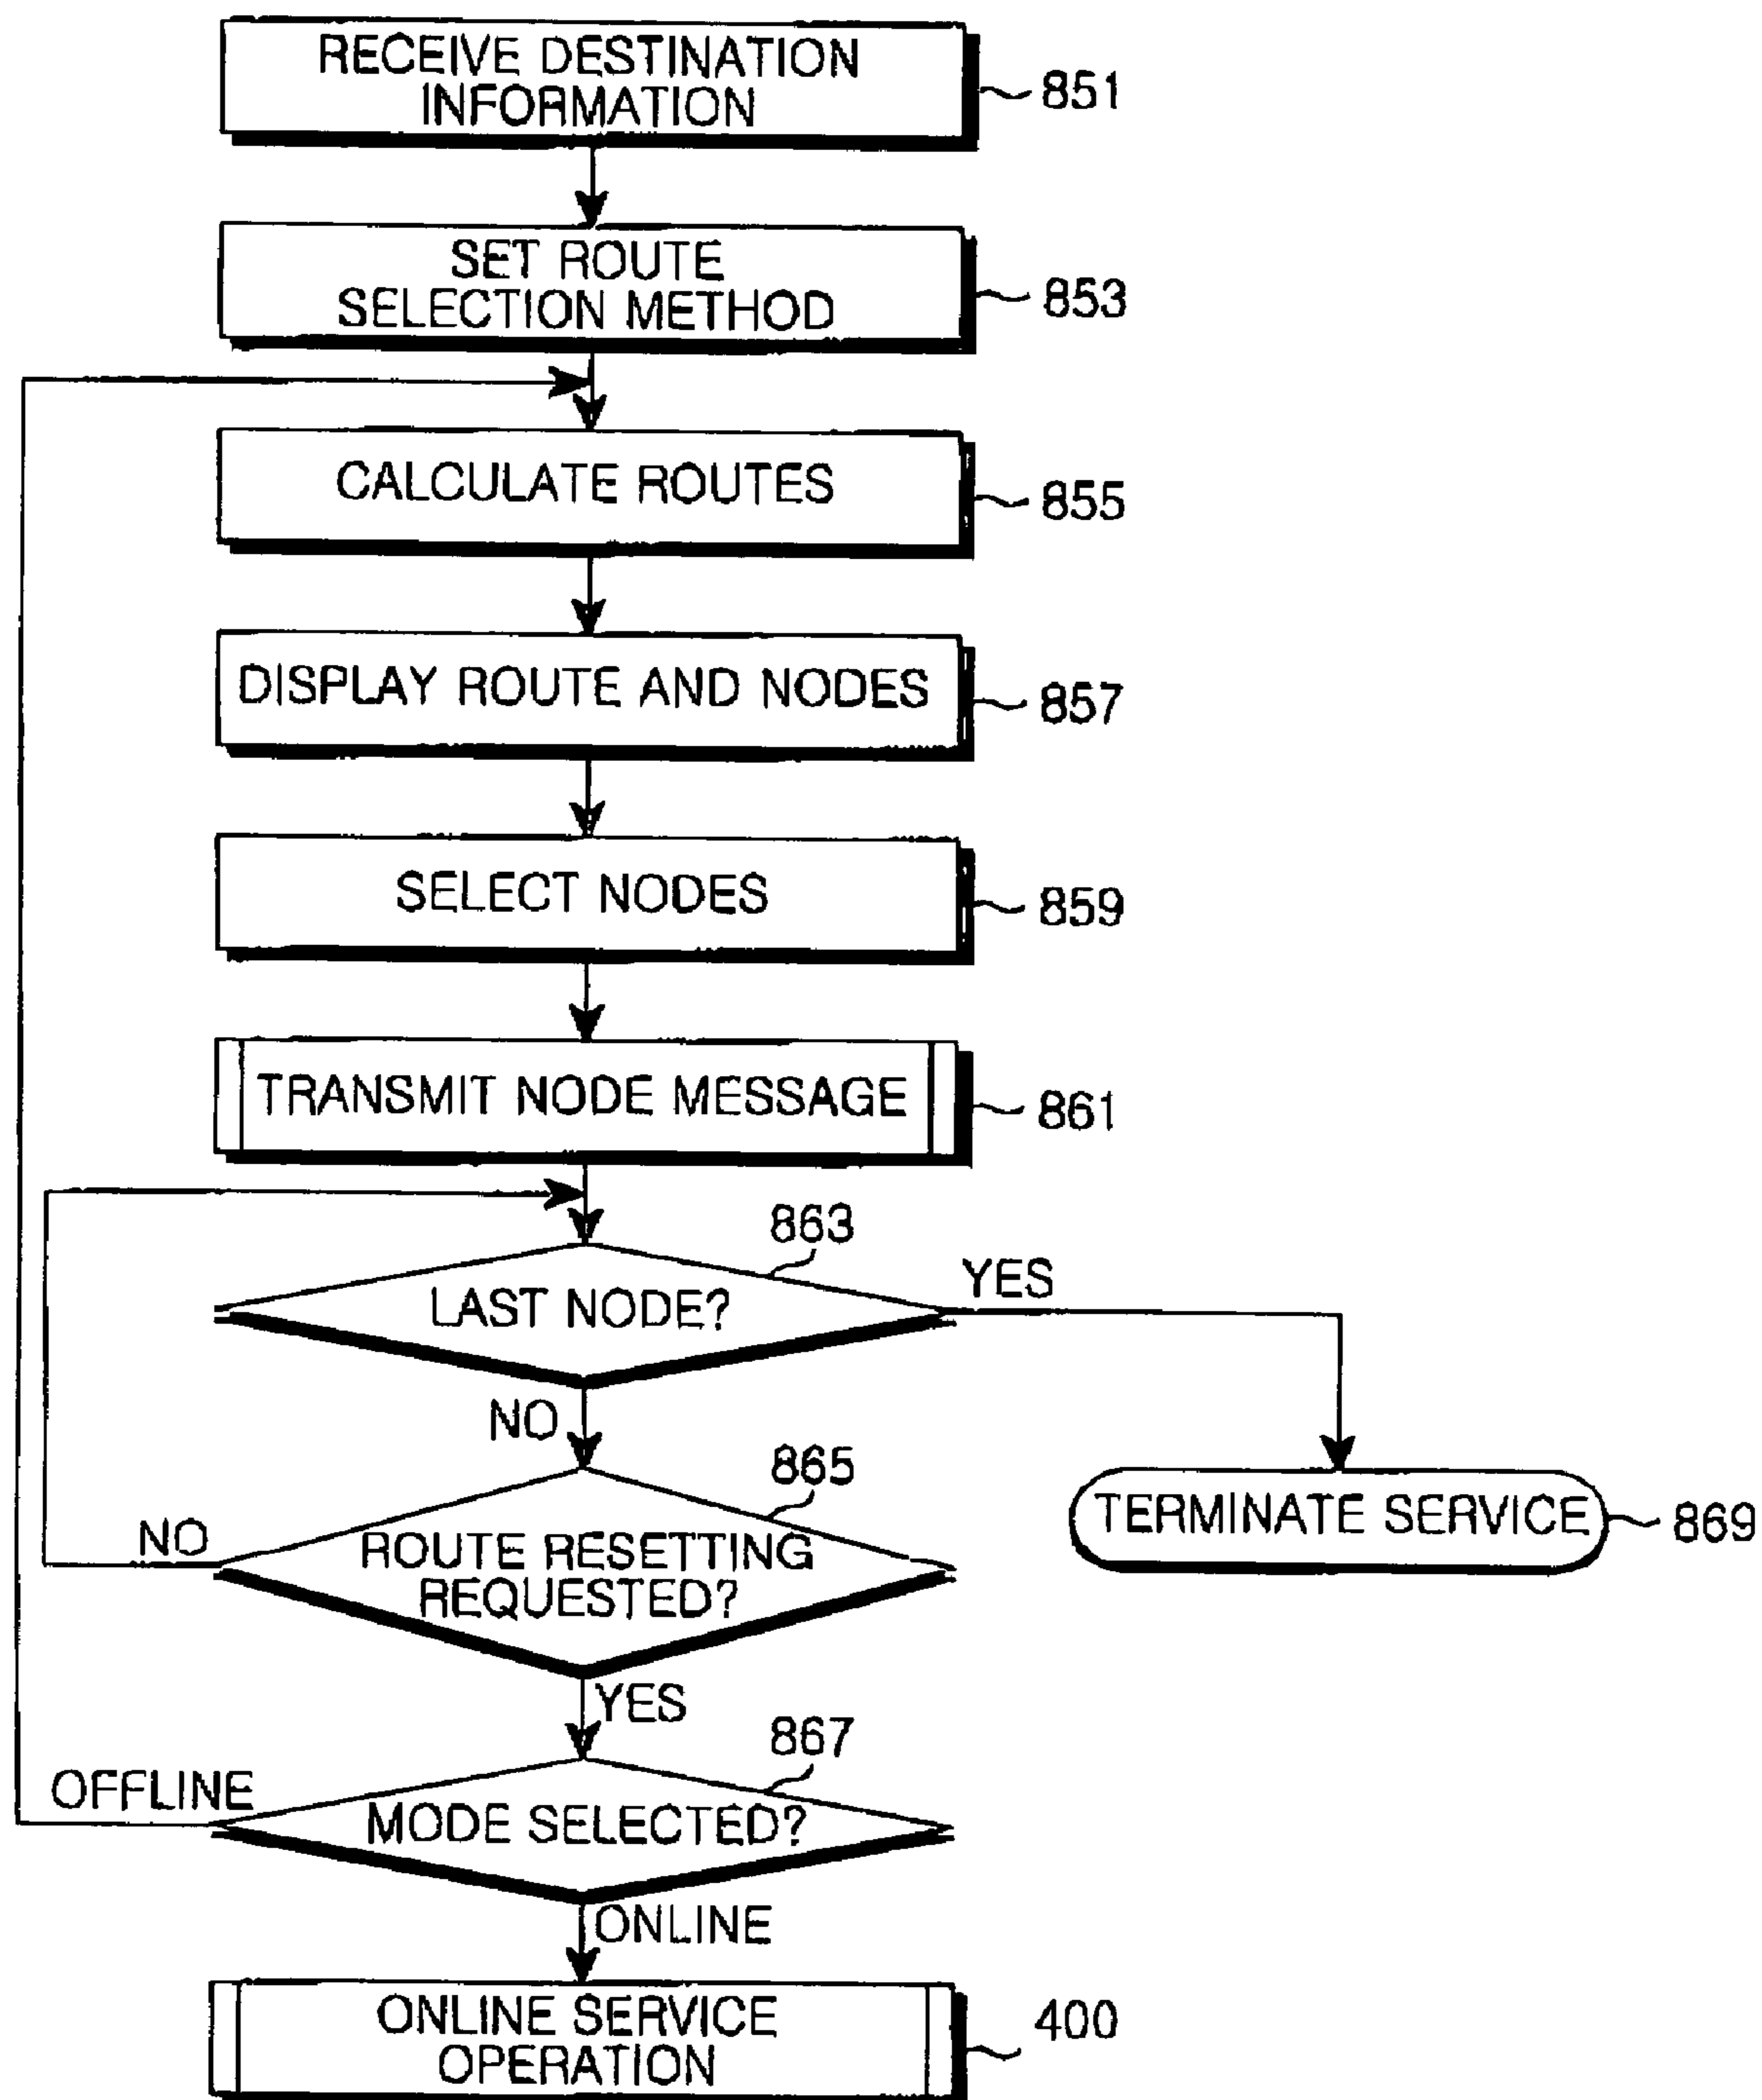 RECEIVE DESTINATION
INFORMATION
851
SET ROUTE
SELECTION METHOD
853
CALCULATE ROUTES
855
DISPLAY ROUTE AND NODES
857
SELECT NODES
859
TRANSMIT NODE MESSAGE
861
863
LAST NODE?
YES
NO
865
ROUTE RESETTING
REQUESTED?
NO
TERMINATE SERVICE
869
YES
867
OFFLINE
MODE SELECTED?
ONLINE
ONLINE SERVICE
OPERATION
400